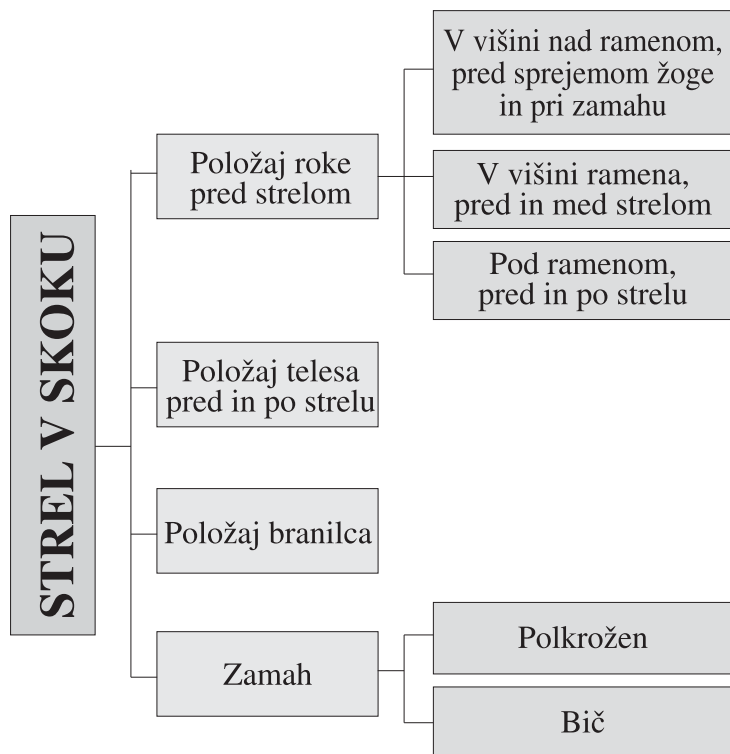 STREL V SKOKU
Položaj roke
pred strelom
V višini nad ramenom,
pred sprejemom žoge
in pri zamahu
V višini ramena,
pred in med strelom
Pod ramenom,
pred in po strelu
Položaj telesa
pred in po strelu
Položaj branilca
Zamah
Polkrožen
Bič